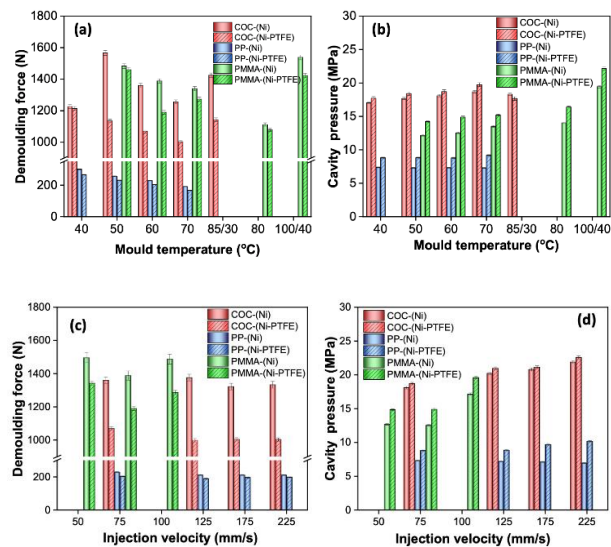 (a)
COC-(Ni)
COC-(Ni-PTFE)
PP-(Ni)
PP-(Ni-PTFE)
PMMA-(Ni)
PMMA-(Ni-PTFE)
Demoulding force (N)
1800
1600
1400
1200
1000
200
0
40 50 60 70 85/30 80 100/40
Mould temperature (°C)
(b)
COC-(Ni)
COC-(Ni-PTFE)
PP-(Ni)
PP-(Ni-PTFE)
PMMA-(Ni)
PMMA-(Ni-PTFE)
Cavity pressure (MPa)
30
25
20
15
10
5
0
40 50 60 70 85/30 80 100/40
Mould temperature (°C)
(c)
COC-(Ni)
COC-(Ni-PTFE)
PP-(Ni)
PP-(Ni-PTFE)
PMMA-(Ni)
PMMA-(Ni-PTFE)
Demoulding force (N)
1800
1600
1400
1200
1000
200
0
50 75 100 125 175 225
Injection velocity (mm/s)
(d)
COC-(Ni)
COC-(Ni-PTFE)
PP-(Ni)
PP-(Ni-PTFE)
PMMA-(Ni)
PMMA-(Ni-PTFE)
Cavity pressure (MPa)
30
25
20
15
10
5
0
50 75 100 125 175 225
Injection velocity (mm/s)